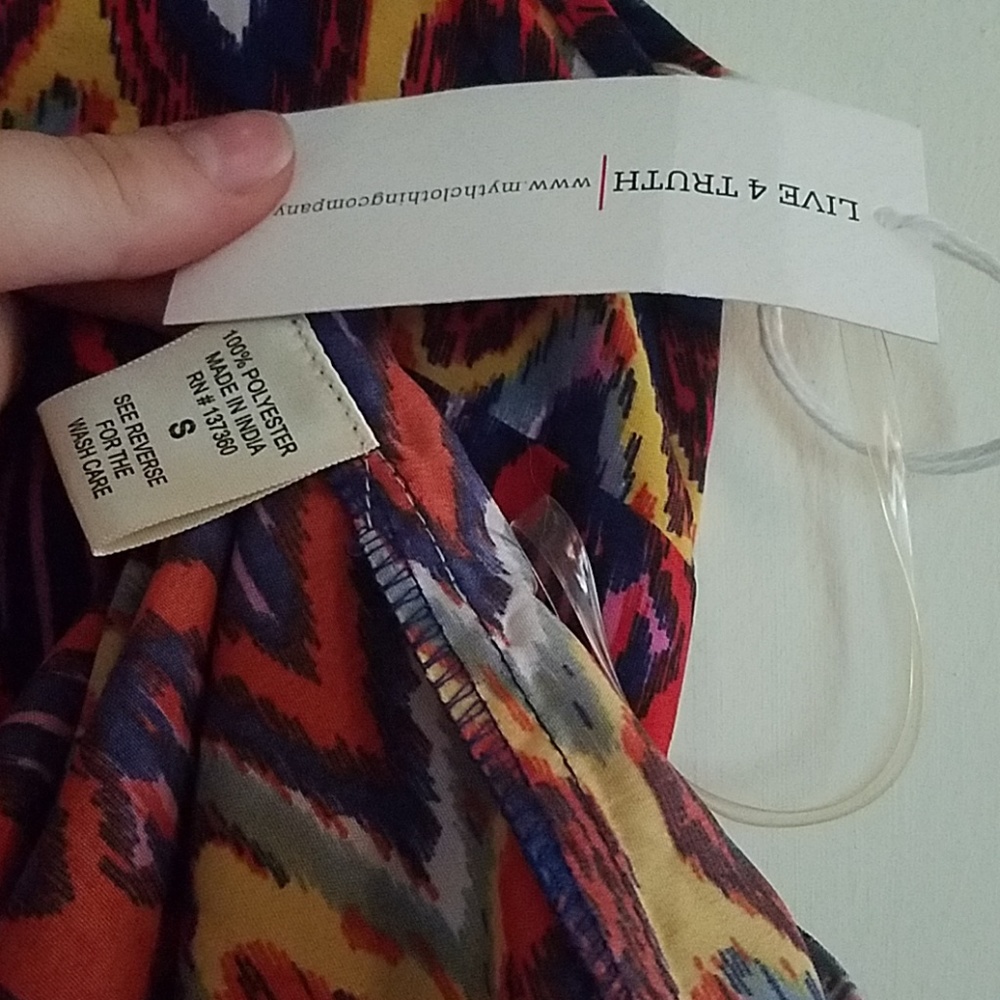 LIVE 4 TRUTH | www.mythclothingcompany
100% POLYESTER
MADE IN INDIA
RN # 137360
S
SEE REVERSE
FOR THE
WASH CARE